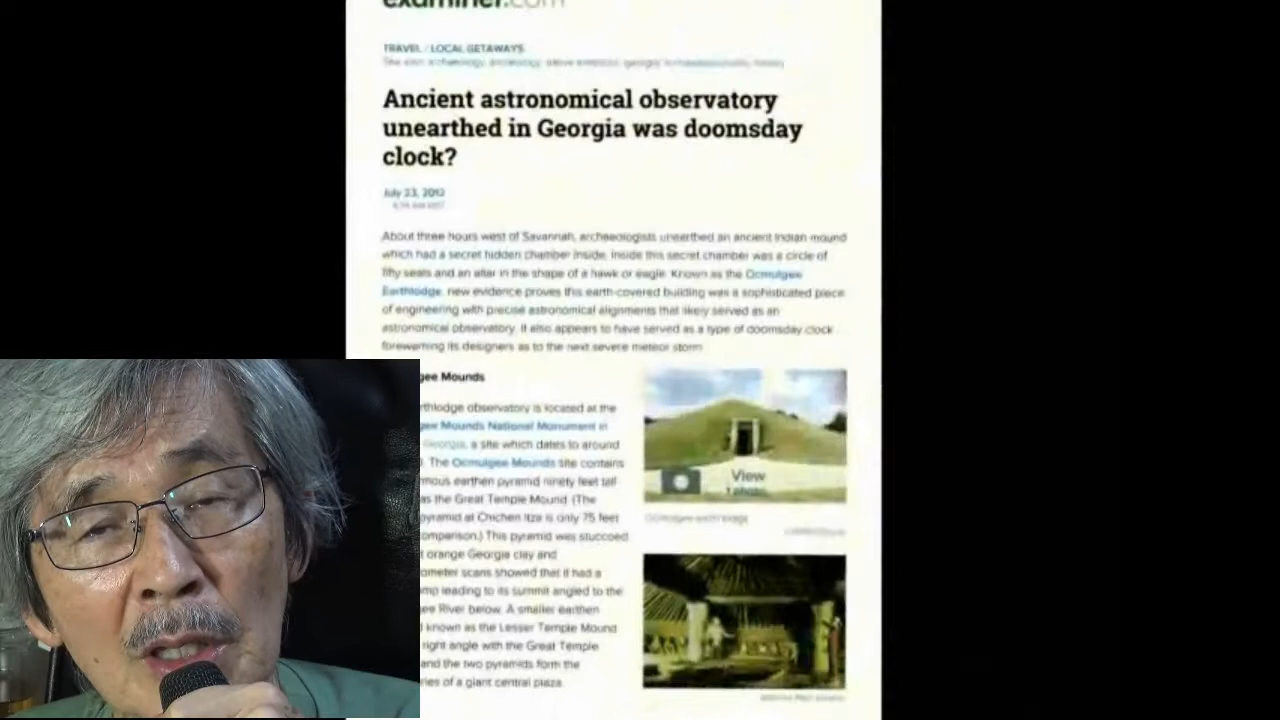 examiner.com
TRAVEL / LOCAL GETAWAYS
Ancient astronomical observatory
unearthed in Georgia was doomsday
clock?
July 23, 2012
About three hours west of Savannah, archaeologists unearthed an ancient Indian mound
which had a secret hidden chamber inside. Inside this secret chamber was a circle of
fifty seats and an altar in the shape of a hawk or eagle. Known as the Ocmulgee
Earthlodge, new evidence proves this earth-covered building was a sophisticated piece
of engineering with precise astronomical alignments that likely served as an
astronomical observatory. It also appears to have served as a type of doomsday clock
forewarning its designers as to the next severe meteor storm
gee Mounds
rthlodge observatory is located at the
gee Mounds National Monument in
Georgia, a site which dates to around
. The Ocmulgee Mounds site contains
mous earthen pyramid ninety feet tall
as the Great Temple Mound. (The
pyramid at Chichen Itza is only 75 feet
omparison.) This pyramid was stuccoed
t orange Georgia clay and
ometer scans showed that it had a
mp leading to its summit angled to the
ee River below. A smaller earthen
known as the Lesser Temple Mound
right angle with the Great Temple
and the two pyramids form the
ries of a giant central plaza.
View
1 photo